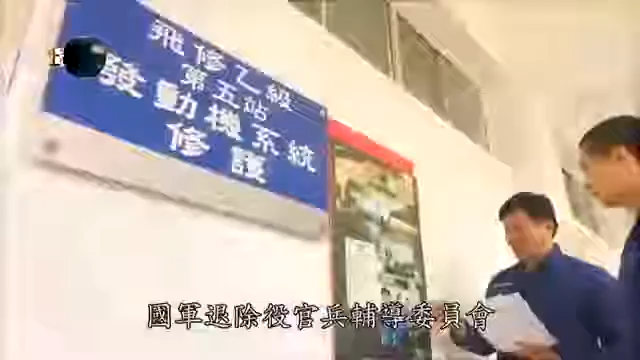 飛修乙級
第五站
發動機系統
修護
國軍退除役官兵輔導委員會